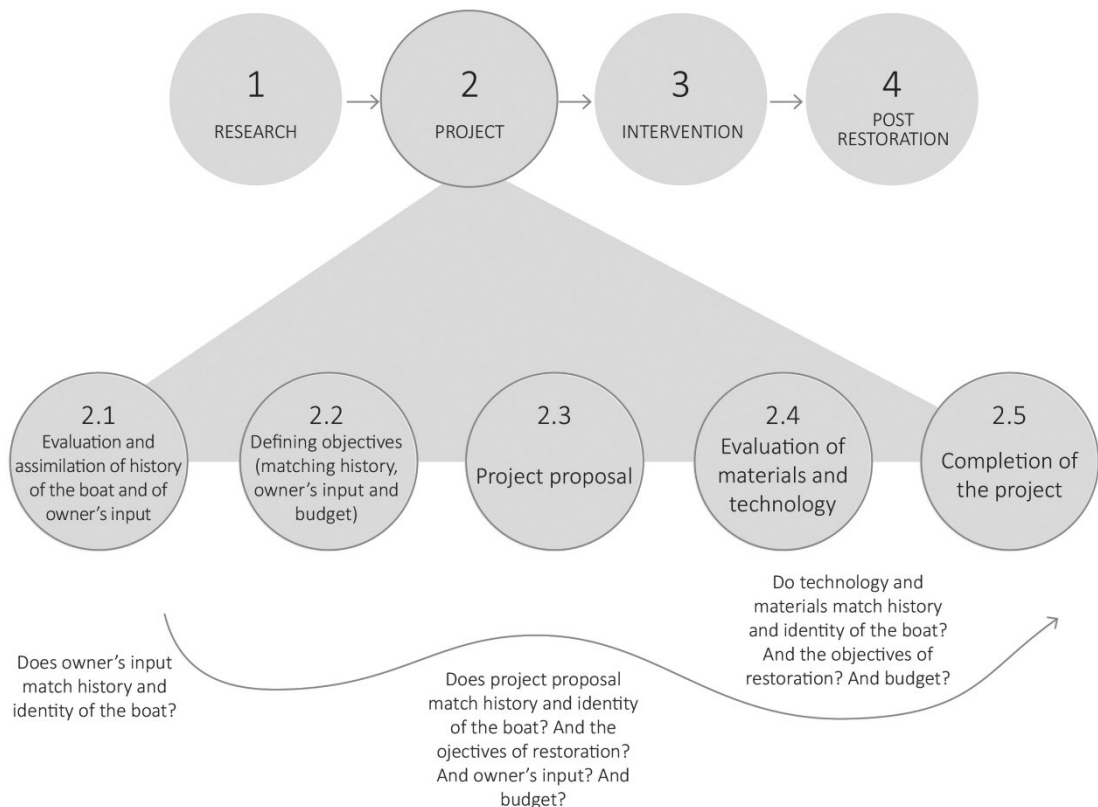 1
RESEARCH
2
PROJECT
3
INTERVENTION
4
POST
RESTORATION
2.1
Evaluation and
assimilation of history
of the boat and of
owner's input
2.2
Defining objectives
(matching history,
owner's input and
budget)
2.3
Project proposal
2.4
Evaluation of
materials and
technology
2.5
Completion of
the project
Does owner's input
match history and
identity of the boat?
Does project proposal
match history and identity
of the boat? And the
ojectives of restoration?
And owner's input? And
budget?
Do technology and
materials match history
and identity of the boat?
And the objectives of
restoration? And budget?